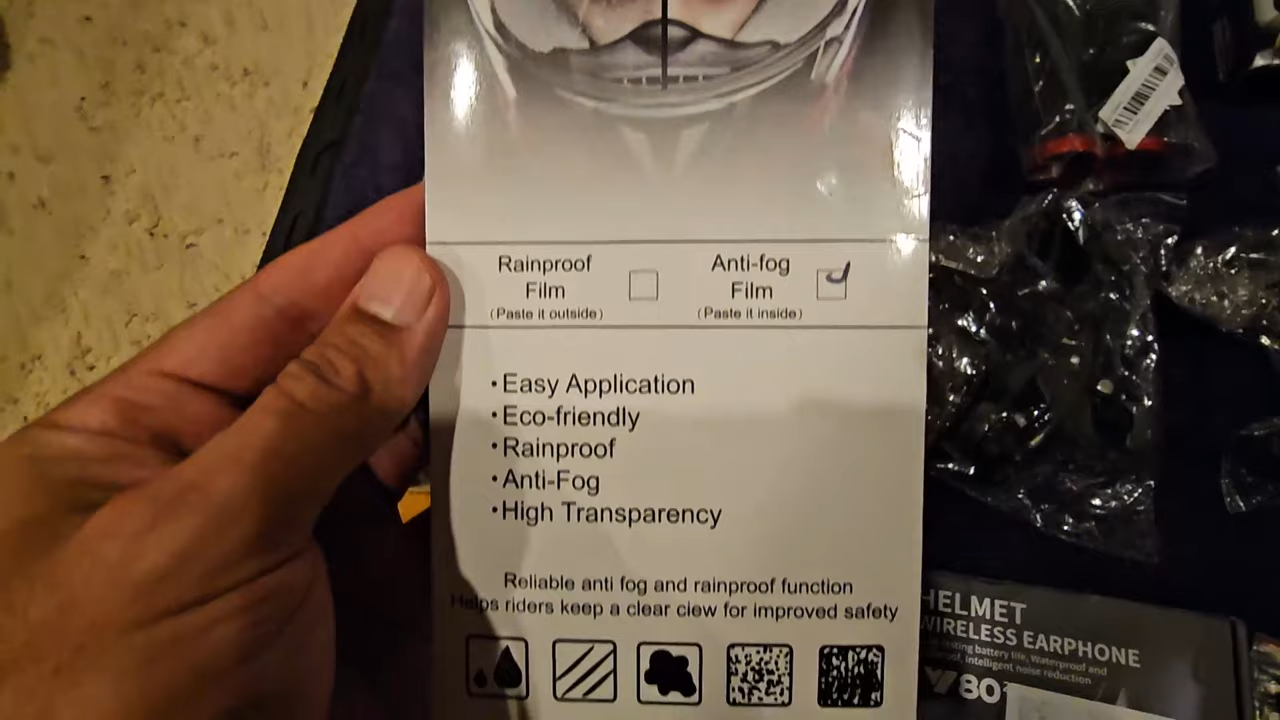 Rainproof
Film
(Paste it outside)
Anti-fog
Film
(Paste it inside)
•Easy Application
•Eco-friendly
•Rainproof
•Anti-Fog
•High Transparency
Reliable anti fog and rainproof function
Helps riders keep a clear ciew for improved safety
HELMET
WIRELESS EARPHONE
battery life, Waterproof and
intelligent noise reduction
80